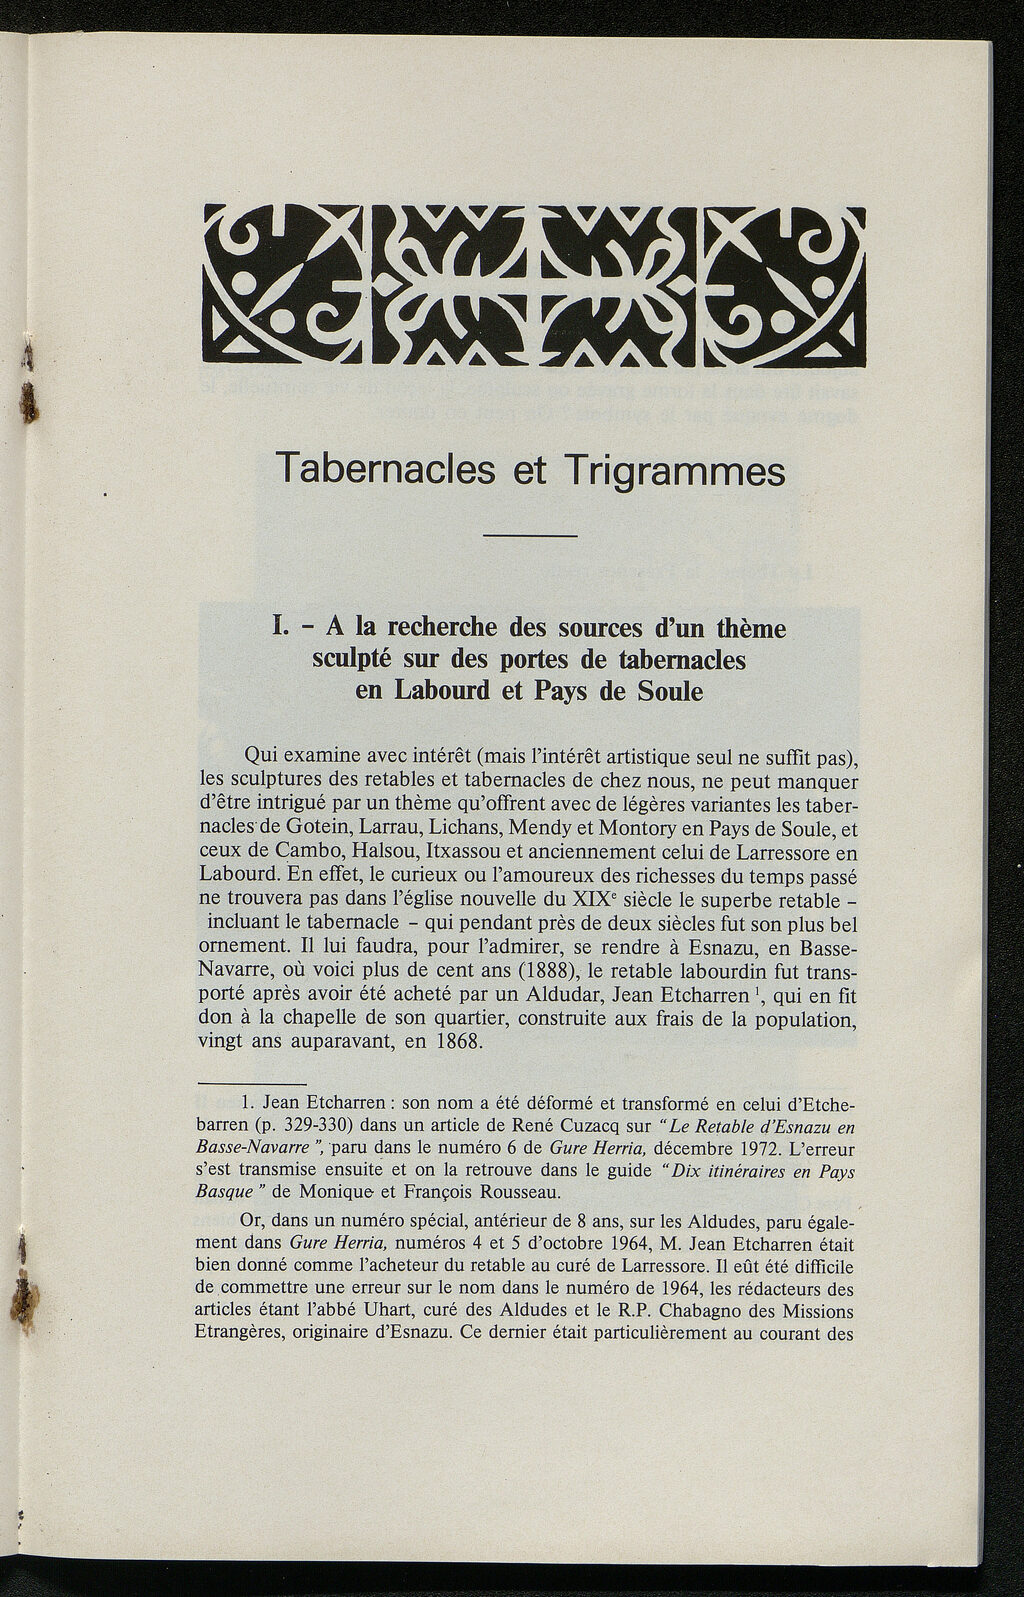 Tabernacles et Trigrammes
I. – A la recherche des sources d'un thème
sculpté sur des portes de tabernacles
en Labourd et Pays de Soule
Qui examine avec intérêt (mais l'intérêt artistique seul ne suffit pas),
les sculptures des retables et tabernacles de chez nous, ne peut manquer
d'être intrigué par un thème qu'offrent avec de légères variantes les taber-
nacles de Gotein, Larrau, Lichans, Mendy et Montory en Pays de Soule, et
ceux de Cambo, Halsou, Itxassou et anciennement celui de Larressore en
Labourd. En effet, le curieux ou l'amoureux des richesses du temps passé
ne trouvera pas dans l'église nouvelle du XIXe siècle le superbe retable –
incluant le tabernacle – qui pendant près de deux siècles fut son plus bel
ornement. Il lui faudra, pour l'admirer, se rendre à Esnazu, en Basse-
Navarre, où voici plus de cent ans (1888), le retable labourdin fut trans-
porté après avoir été acheté par un Aldudar, Jean Etcharren 1, qui en fit
don à la chapelle de son quartier, construite aux frais de la population,
vingt ans auparavant, en 1868.
1. Jean Etcharren : son nom a été déformé et transformé en celui d'Etche-
barren (p. 329-330) dans un article de René Cuzacq sur "Le Retable d'Esnazu en
Basse-Navarre", paru dans le numéro 6 de Gure Herria, décembre 1972. L'erreur
s'est transmise ensuite et on la retrouve dans le guide "Dix itinéraires en Pays
Basque" de Monique et François Rousseau.
Or, dans un numéro spécial, antérieur de 8 ans, sur les Aldudes, paru égale-
ment dans Gure Herria, numéros 4 et 5 d'octobre 1964, M. Jean Etcharren était
bien donné comme l'acheteur du retable au curé de Larressore. Il eût été difficile
de commettre une erreur sur le nom dans le numéro de 1964, les rédacteurs des
articles étant l'abbé Uhart, curé des Aldudes et le R.P. Chabagno des Missions
Etrangères, originaire d'Esnazu. Ce dernier était particulièrement au courant des